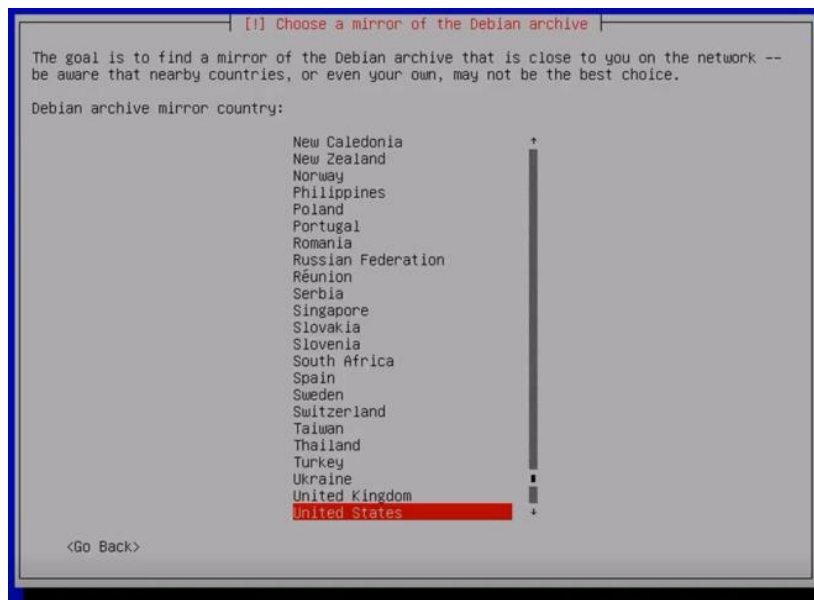 [!] Choose a mirror of the Debian archive
The goal is to find a mirror of the Debian archive that is close to you on the network --
be aware that nearby countries, or even your own, may not be the best choice.
Debian archive mirror country:
New Caledonia
New Zealand
Norway
Philippines
Poland
Portugal
Romania
Russian Federation
Réunion
Serbia
Singapore
Slovakia
Slovenia
South Africa
Spain
Sweden
Switzerland
Taiwan
Thailand
Turkey
Ukraine
United Kingdom
United States
<Go Back>